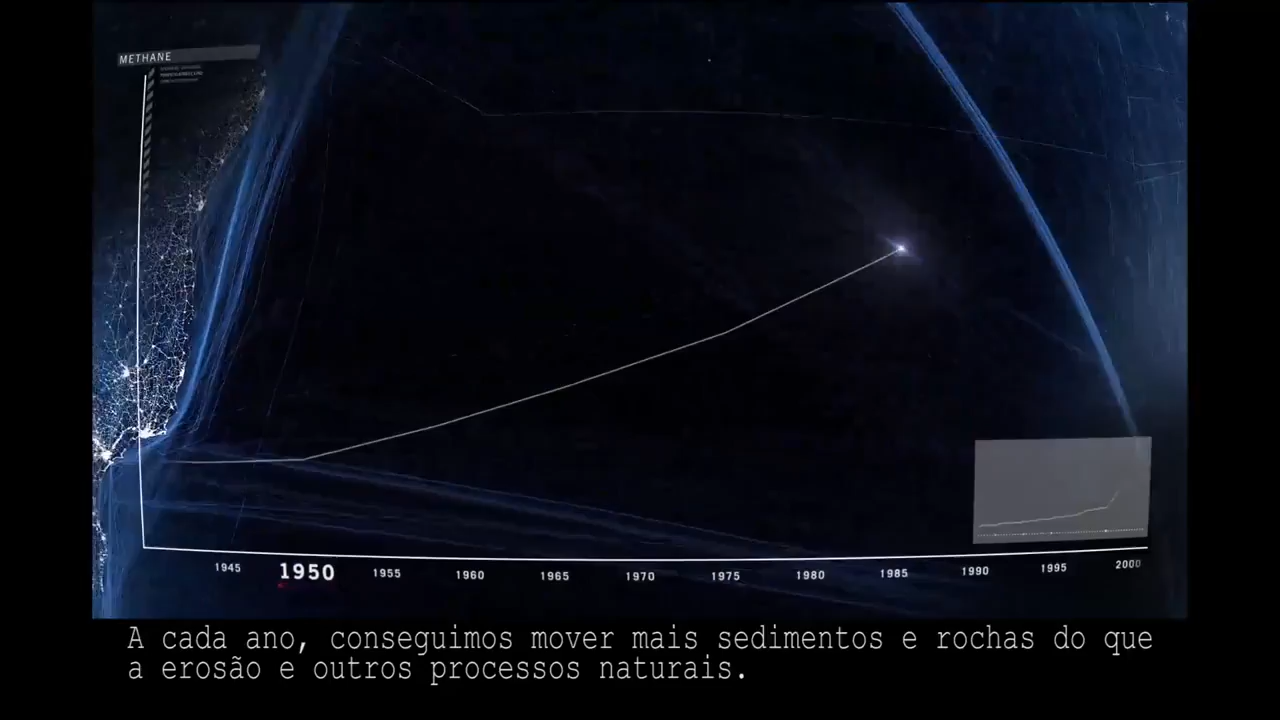 METHANE
1945 1950 1955 1960 1965 1970 1975 1980 1985 1990 1995 2000
A cada ano, conseguimos mover mais sedimentos e rochas do que
a erosão e outros processos naturais.